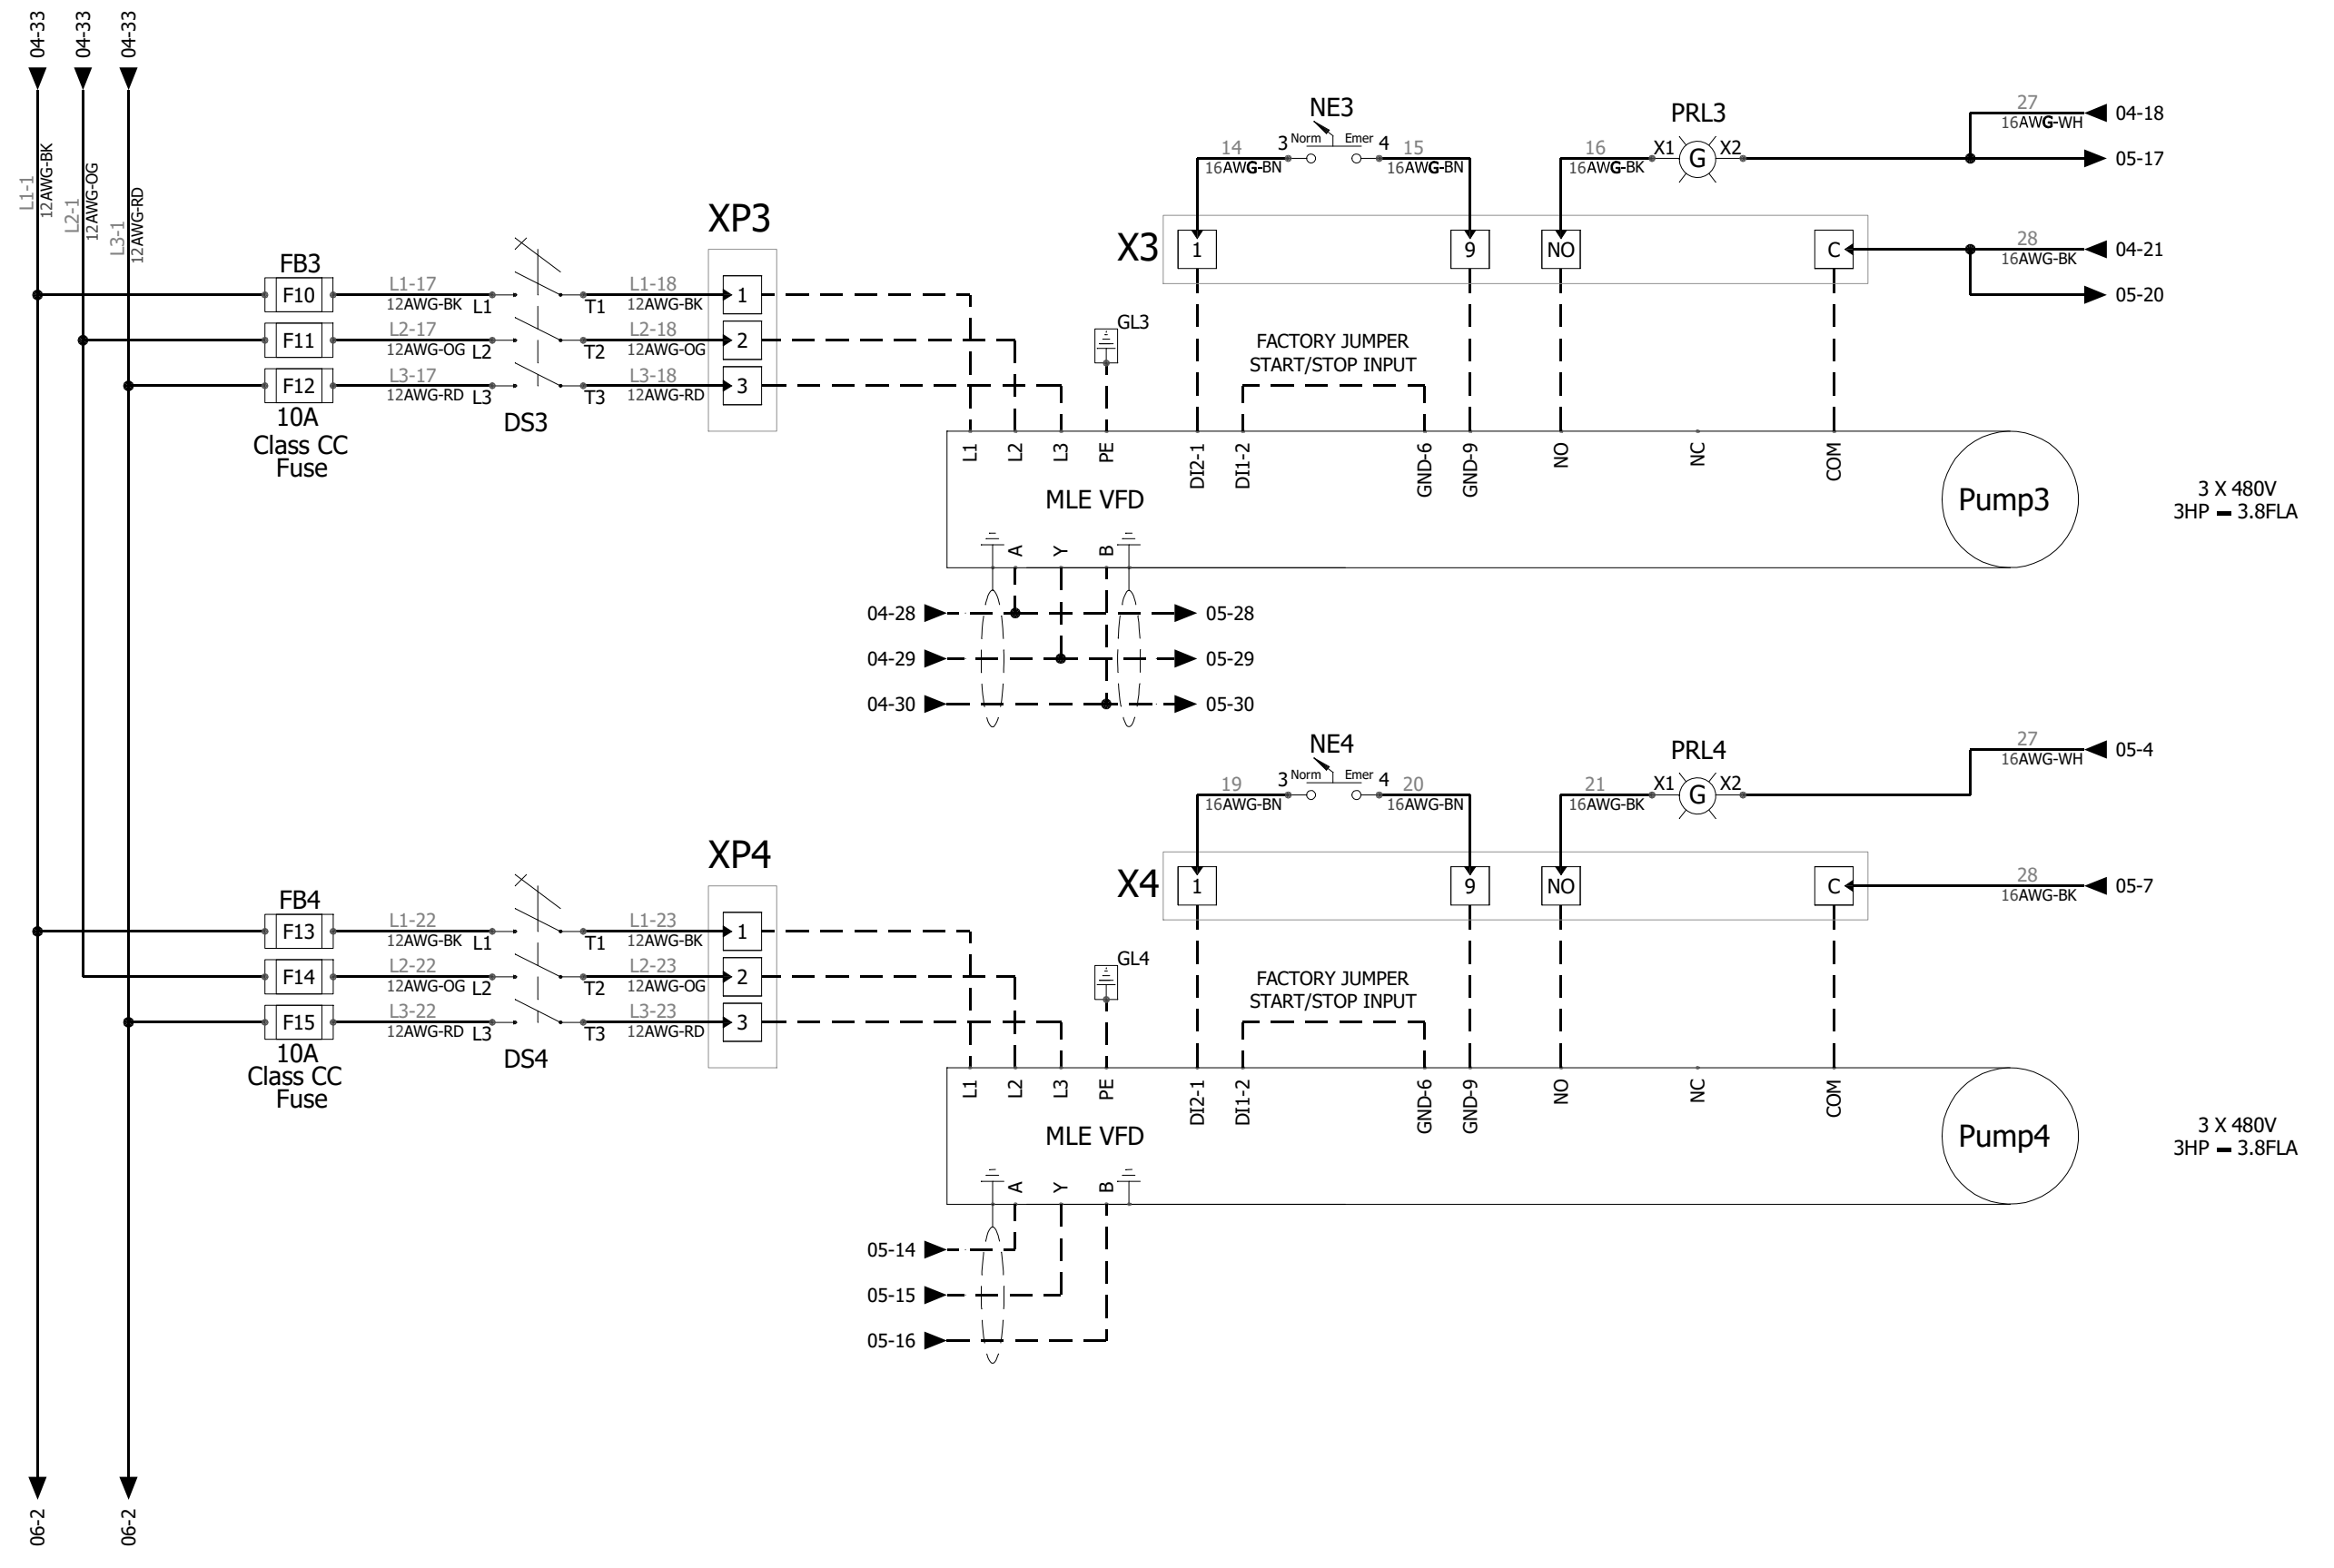 04-33
04-33
04-33
L1-1
12AWG-BK
L2-1
12AWG-OG
L3-1
12AWG-RD
NE3
PRL3
27
16AWG-WH
04-18
14
16AWG-BN
3
Norm
Emer
4
15
16AWG-BN
16
16AWG-BK
X1
G
X2
05-17
XP3
X3
1
9
NO
C
28
16AWG-BK
04-21
05-20
FB3
F10
L1-17
12AWG-BK
L1
T1
L1-18
12AWG-BK
1
F11
L2-17
12AWG-OG
L2
T2
L2-18
12AWG-OG
2
F12
L3-17
12AWG-RD
L3
T3
L3-18
12AWG-RD
3
10A
Class CC
Fuse
DS3
GL3
FACTORY JUMPER
START/STOP INPUT
L1
L2
L3
PE
DI2-1
DI1-2
GND-6
GND-9
NO
NC
COM
MLE VFD
Pump3
3 X 480V
3HP - 3.8FLA
A
Y
B
04-28
05-28
04-29
05-29
04-30
05-30
NE4
PRL4
27
16AWG-WH
05-4
19
16AWG-BN
3
Norm
Emer
4
20
16AWG-BN
21
16AWG-BK
X1
G
X2
XP4
X4
1
9
NO
C
28
16AWG-BK
05-7
FB4
F13
L1-22
12AWG-BK
L1
T1
L1-23
12AWG-BK
1
F14
L2-22
12AWG-OG
L2
T2
L2-23
12AWG-OG
2
F15
L3-22
12AWG-RD
L3
T3
L3-23
12AWG-RD
3
10A
Class CC
Fuse
DS4
GL4
FACTORY JUMPER
START/STOP INPUT
L1
L2
L3
PE
DI2-1
DI1-2
GND-6
GND-9
NO
NC
COM
MLE VFD
Pump4
3 X 480V
3HP - 3.8FLA
A
Y
B
05-14
05-15
05-16
06-2
06-2